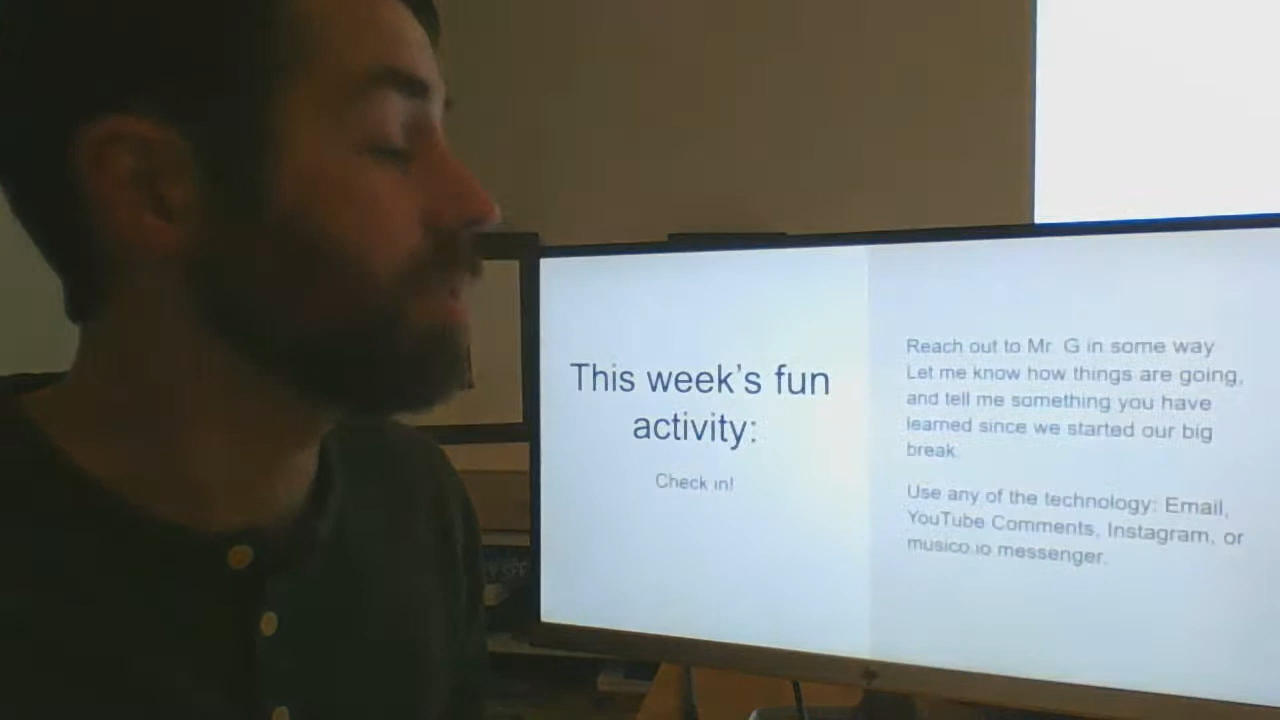 This week's fun
activity:
Check in!
Reach out to Mr. G in some way
Let me know how things are going,
and tell me something you have
learned since we started our big
break.
Use any of the technology: Email,
YouTube Comments, Instagram, or
musico.io messenger.